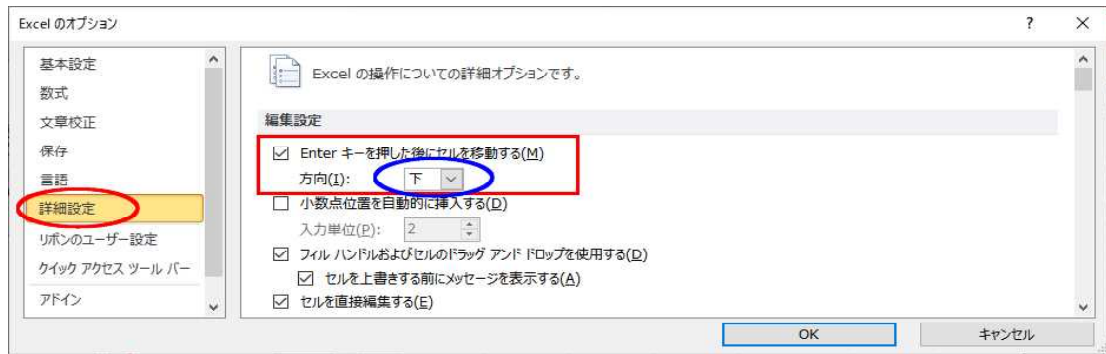 Excel のオプション
?
基本設定
数式
文章校正
保存
言語
詳細設定
リボンのユーザー設定
クイック アクセス ツール バー
アドイン
Excel の操作についての詳細オプションです。
編集設定
Enter キーを押した後にセルを移動する(M)
方向(I): 下
小数点位置を自動的に挿入する(D)
入力単位(P): 2
フィル ハンドルおよびセルのドラッグ アンド ドロップを使用する(D)
セルを上書きする前にメッセージを表示する(A)
セルを直接編集する(E)
OK
キャンセル